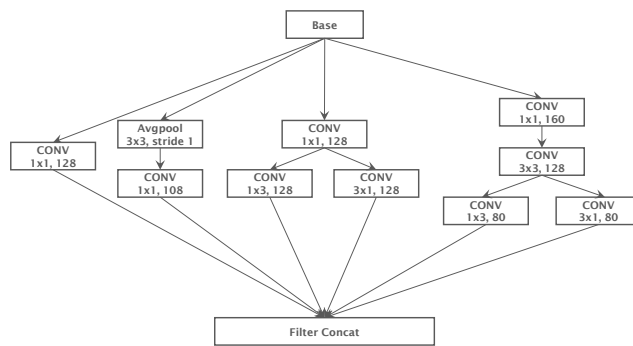 Base
CONV
1x1, 160
Avgpool
3x3, stride 1
CONV
1x1, 128
CONV
1x1, 128
CONV
3x3, 128
CONV
1x1, 108
CONV
1x3, 128
CONV
3x1, 128
CONV
1x3, 80
CONV
3x1, 80
Filter Concat